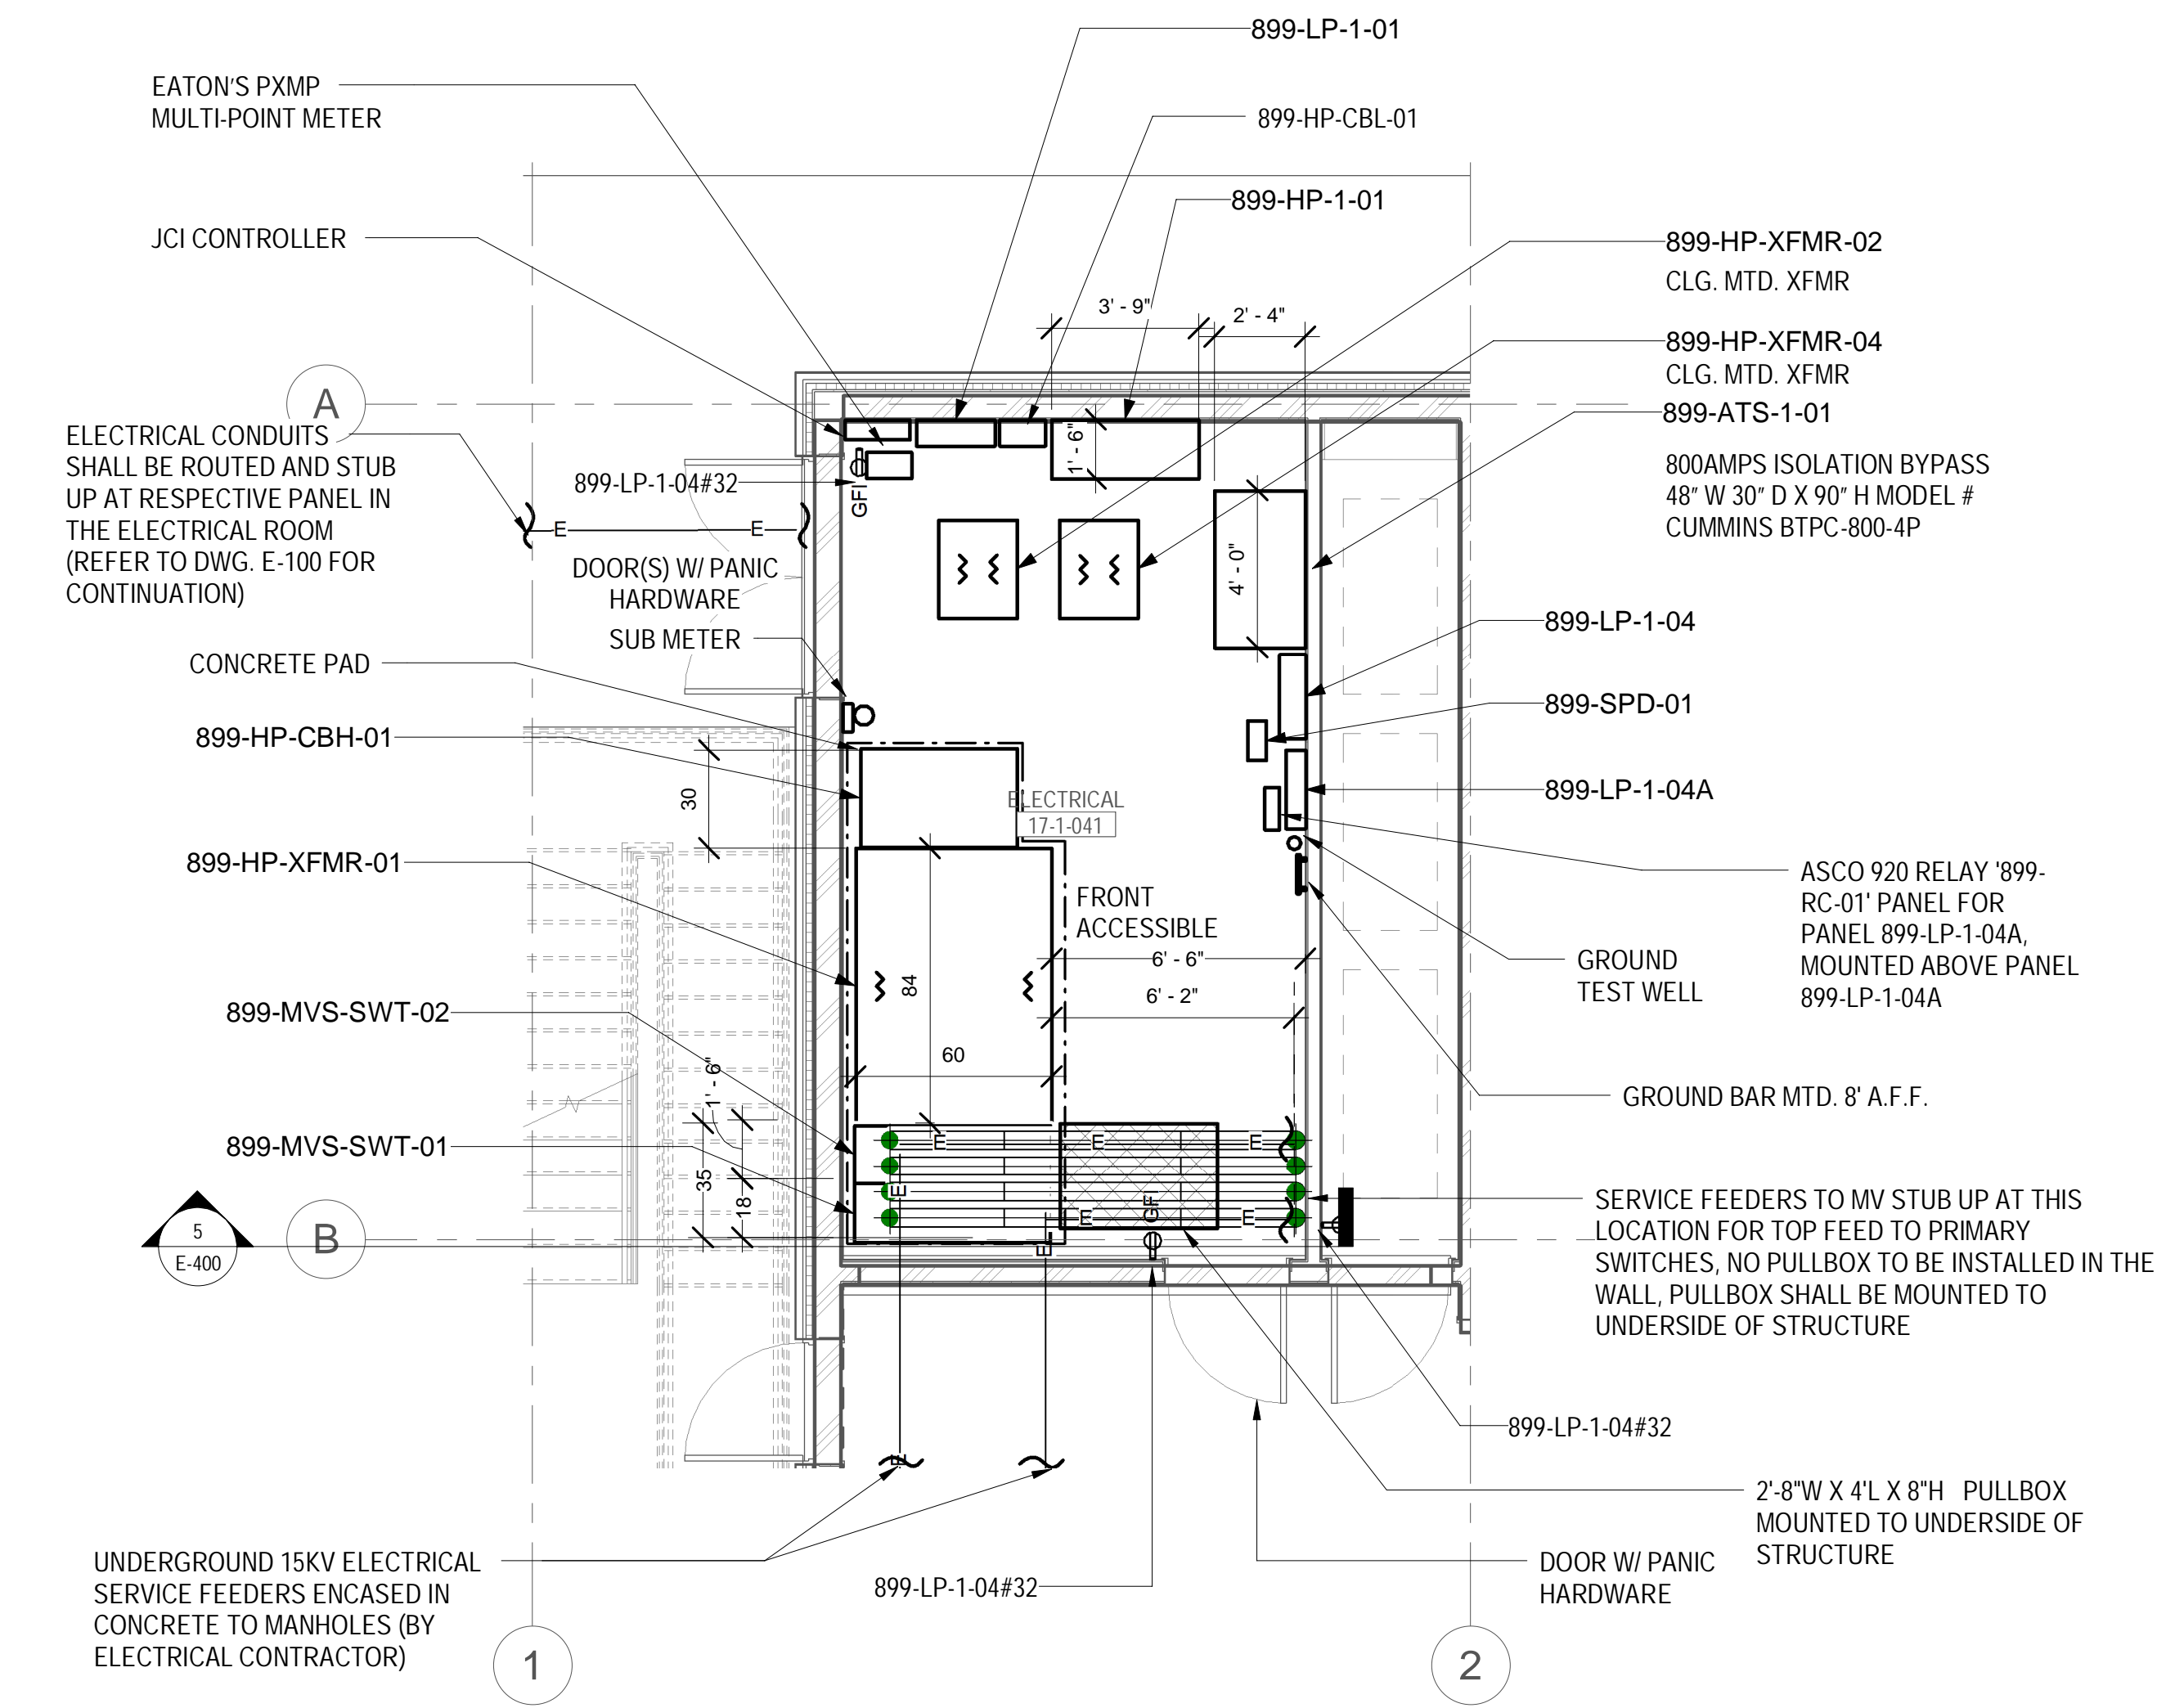 899-LP-1-01
EATON'S PXMP
MULTI-POINT METER
899-HP-CBL-01
899-HP-1-01
JCI CONTROLLER
899-HP-XFMR-02
CLG. MTD. XFMR
3' - 9"
2' - 4"
899-HP-XFMR-04
CLG. MTD. XFMR
A
899-ATS-1-01
ELECTRICAL CONDUITS
SHALL BE ROUTED AND STUB
UP AT RESPECTIVE PANEL IN
THE ELECTRICAL ROOM
(REFER TO DWG. E-100 FOR
CONTINUATION)
1' - 6"
800AMPS ISOLATION BYPASS
48" W 30" D X 90" H MODEL #
CUMMINS BTPC-800-4P
899-LP-1-04#32
GFI
E
E
DOOR(S) W/ PANIC
HARDWARE
4' - 0"
SUB METER
899-LP-1-04
CONCRETE PAD
899-SPD-01
899-HP-CBH-01
30
ELECTRICAL
17-1-041
899-LP-1-04A
899-HP-XFMR-01
FRONT
ACCESSIBLE
ASCO 920 RELAY '899-
RC-01' PANEL FOR
PANEL 899-LP-1-04A,
MOUNTED ABOVE PANEL
899-LP-1-04A
6' - 6"
GROUND
TEST WELL
84
6' - 2"
899-MVS-SWT-02
60
1' - 6"
GROUND BAR MTD. 8' A.F.F.
899-MVS-SWT-01
E
E
E
35
18
E
E
GFI
E
E
5
E-400
B
SERVICE FEEDERS TO MV STUB UP AT THIS
LOCATION FOR TOP FEED TO PRIMARY
SWITCHES, NO PULLBOX TO BE INSTALLED IN THE
WALL, PULLBOX SHALL BE MOUNTED TO
UNDERSIDE OF STRUCTURE
899-LP-1-04#32
E
2'-8"W X 4'L X 8"H PULLBOX
MOUNTED TO UNDERSIDE OF
STRUCTURE
UNDERGROUND 15KV ELECTRICAL
SERVICE FEEDERS ENCASED IN
CONCRETE TO MANHOLES (BY
ELECTRICAL CONTRACTOR)
899-LP-1-04#32
DOOR W/ PANIC
HARDWARE
1
2